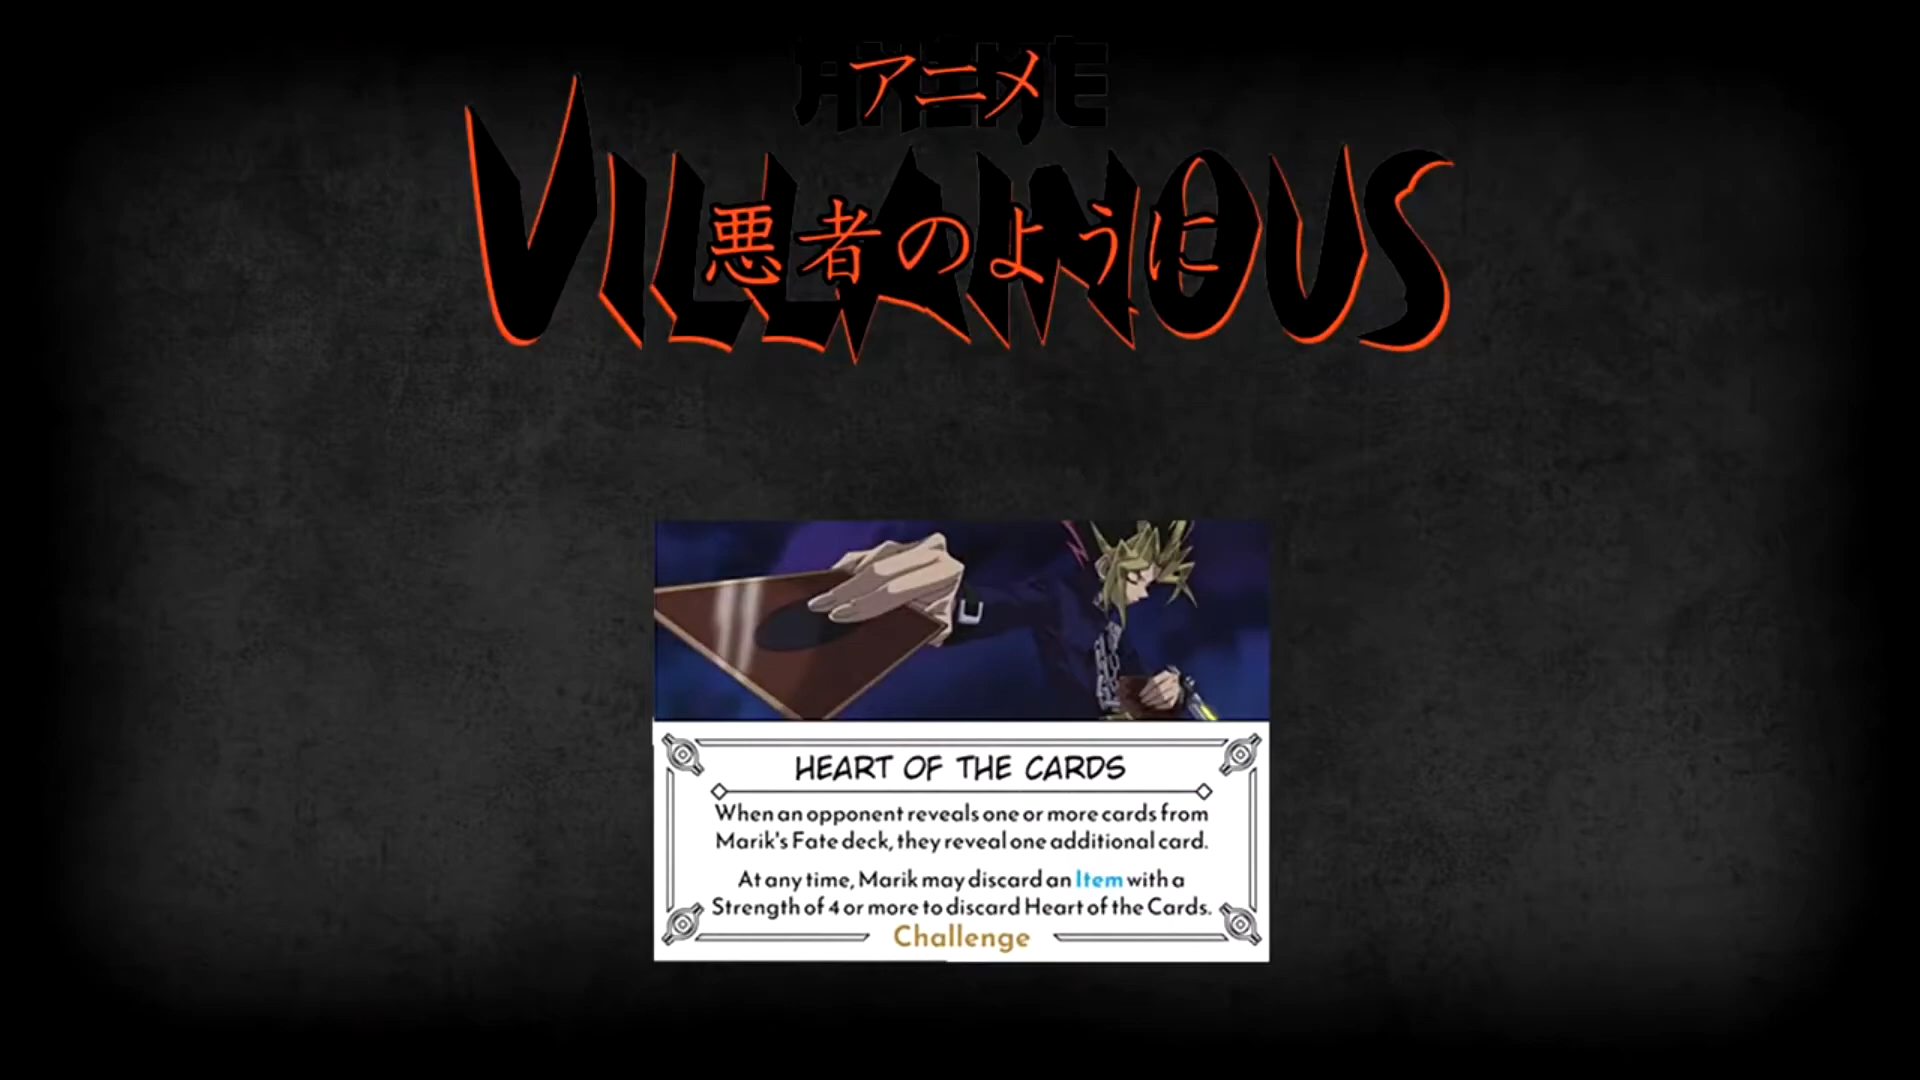 ANIME
アニメ
VILLAINOUS
悪者のように
HEART OF THE CARDS
When an opponent reveals one or more cards from
Marik's Fate deck, they reveal one additional card.
At any time, Marik may discard an Item with a
Strength of 4 or more to discard Heart of the Cards.
Challenge